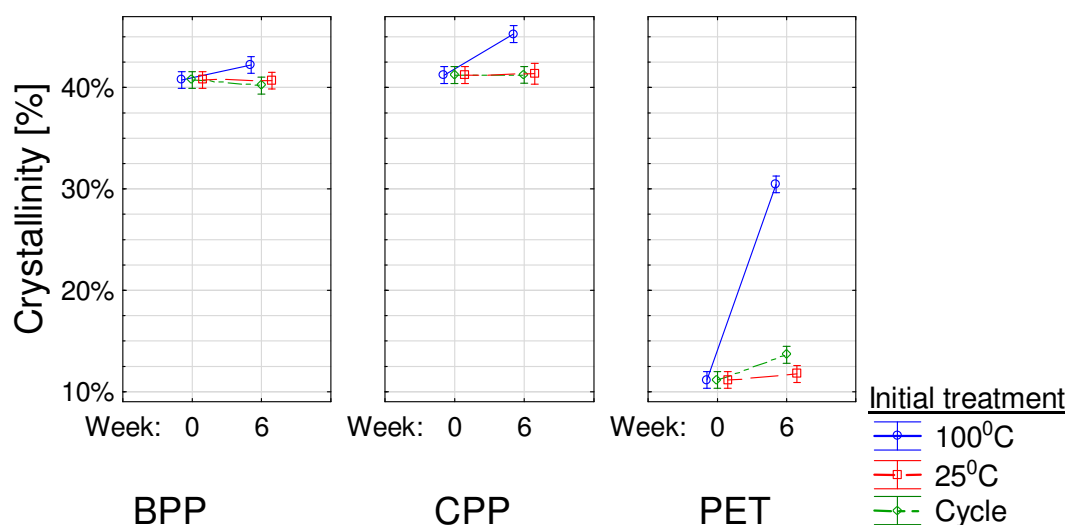 Crystallinity [%]
40%
30%
20%
10%
Week: 0 6
Week: 0 6
Week: 0 6
BPP
CPP
PET
Initial treatment
100⁰C
25⁰C
Cycle